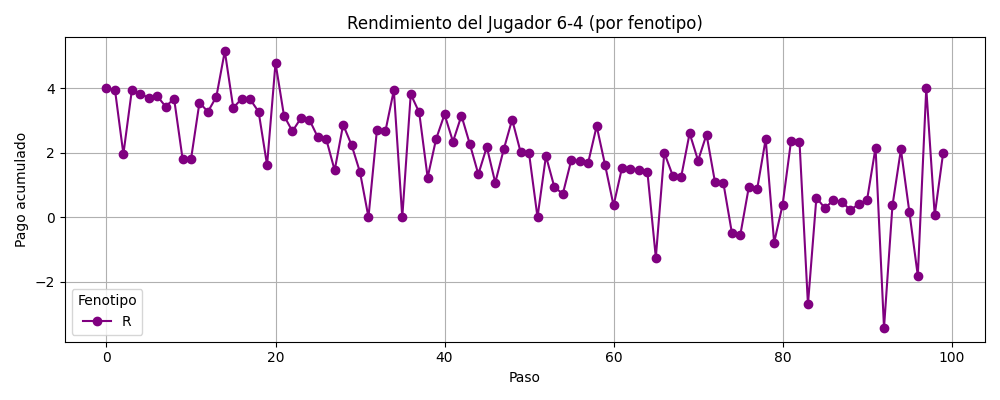 Rendimiento del Jugador 6-4 (por fenotipo)
Pago acumulado
4
2
0
−2
Fenotipo
R
0 20 40 60 80 100
Paso